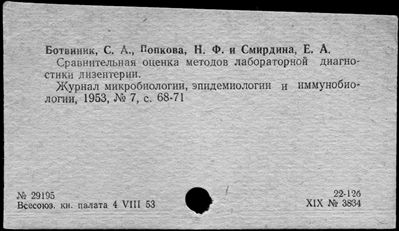 Ботвиник, С. А., Попкова, Н. Ф. и Смирдина, Е. А.
Сравнительная оценка методов лабораторной диагно-
стики дизентерии.
Журнал микробиологии, эпидемиологии и иммунобио-
логии, 1953, № 7, с. 68-71
№ 29195
22-126
Всесоюз. кн. палата 4 VIII 53
XIX № 3834